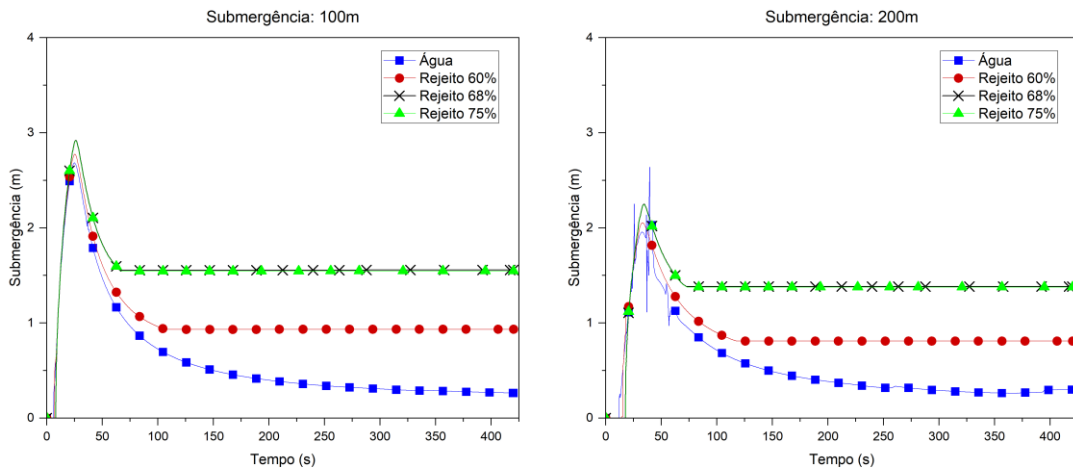 Submergência: 100m
4
3
2
1
0
Submergência (m)
0
50
100
150
200
250
300
350
400
Tempo (s)
Água
Rejeito 60%
Rejeito 68%
Rejeito 75%
Submergência: 200m
4
3
2
1
0
Submergência (m)
0
50
100
150
200
250
300
350
400
Tempo (s)
Água
Rejeito 60%
Rejeito 68%
Rejeito 75%